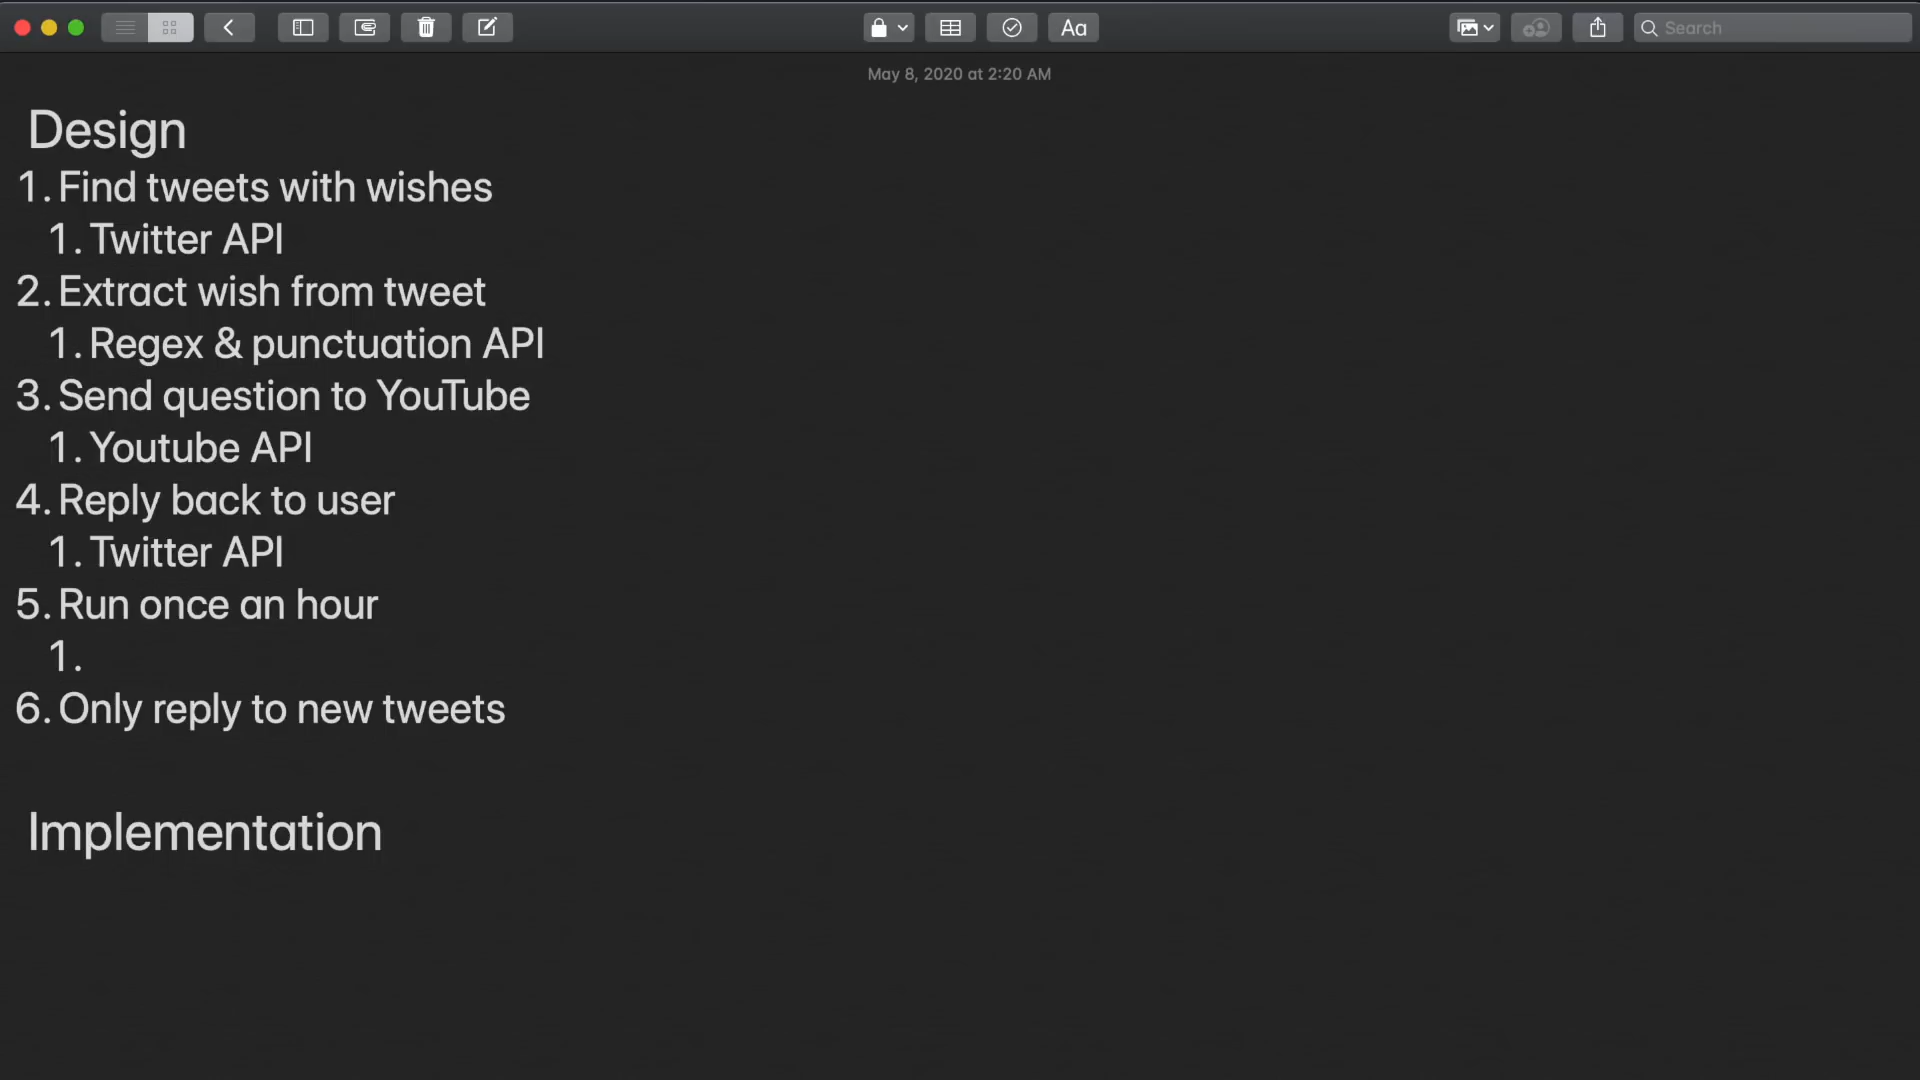 Aa
Search
May 8, 2020 at 2:20 AM
Design
1. Find tweets with wishes
1. Twitter API
2. Extract wish from tweet
1. Regex & punctuation API
3. Send question to YouTube
1. Youtube API
4. Reply back to user
1. Twitter API
5. Run once an hour
1.
6. Only reply to new tweets
Implementation